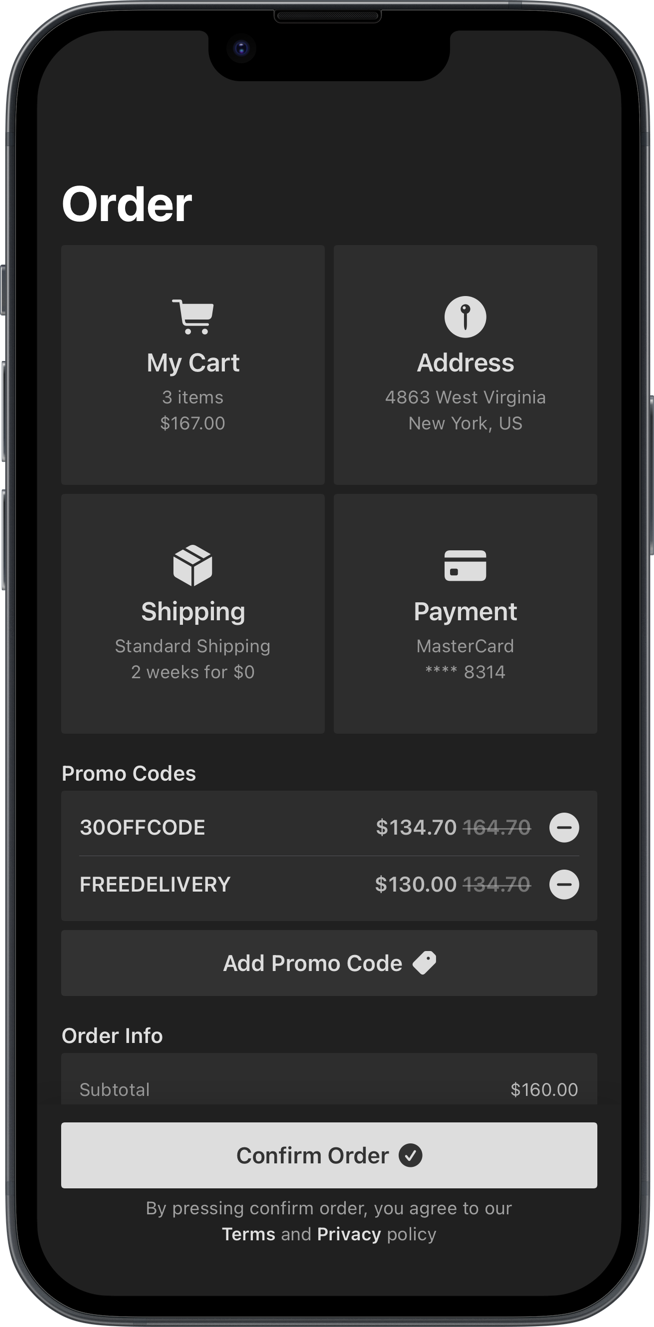 Order
My Cart
3 items
$167.00
Address
4863 West Virginia
New York, US
Shipping
Standard Shipping
2 weeks for $0
Payment
MasterCard
**** 8314
Promo Codes
30OFFCODE $134.70 164.70
FREEDELIVERY $130.00 134.70
Add Promo Code
Order Info
Subtotal $160.00
Confirm Order
By pressing confirm order, you agree to our
Terms and Privacy policy